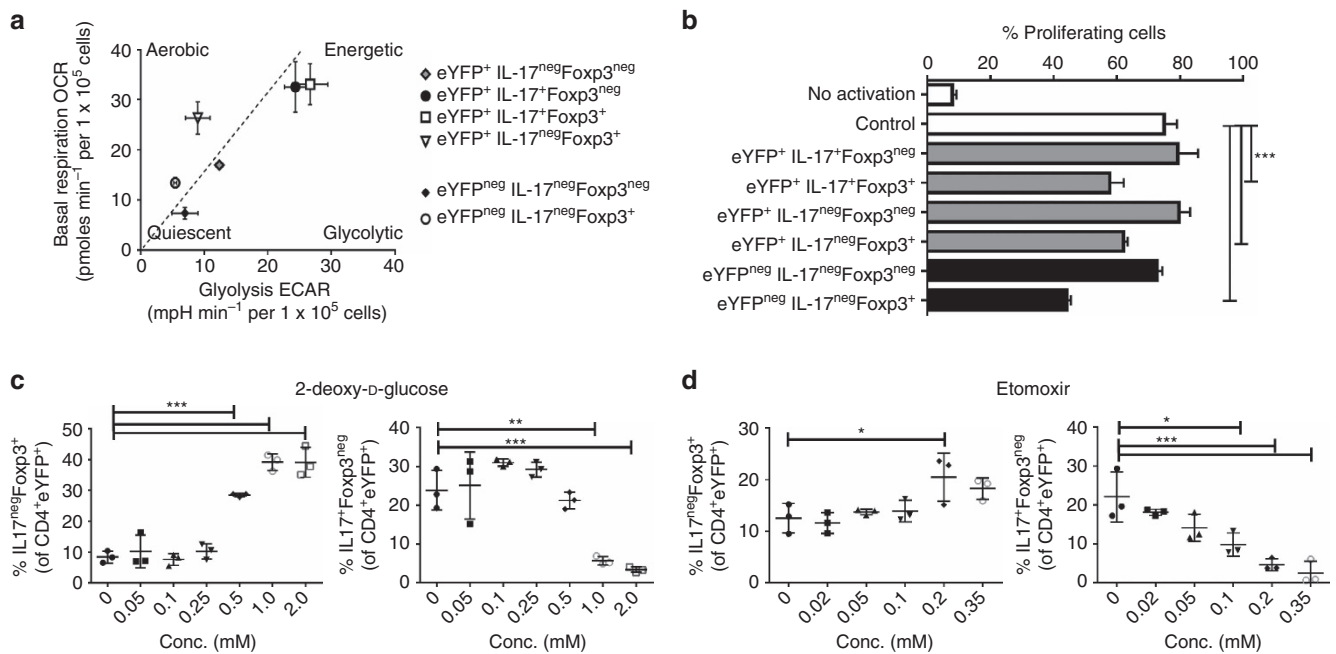 a
Aerobic
Energetic
Quiescent
Glycolytic
40
30
20
10
0
0
10
20
30
40
Basal respiration OCR
(pmoles min⁻¹ per 1 x 10⁵ cells)
Glyolysis ECAR
(mpH min⁻¹ per 1 x 10⁵ cells)
eYFP⁺ IL-17ⁿᵉᵍFoxp3ⁿᵉᵍ
eYFP⁺ IL-17⁺Foxp3ⁿᵉᵍ
eYFP⁺ IL-17⁺Foxp3⁺
eYFP⁺ IL-17ⁿᵉᵍFoxp3⁺
eYFPⁿᵉᵍ IL-17ⁿᵉᵍFoxp3ⁿᵉᵍ
eYFPⁿᵉᵍ IL-17ⁿᵉᵍFoxp3⁺
b
% Proliferating cells
0 20 40 60 80 100
No activation
Control
eYFP⁺ IL-17⁺Foxp3ⁿᵉᵍ
eYFP⁺ IL-17⁺Foxp3⁺
eYFP⁺ IL-17ⁿᵉᵍFoxp3ⁿᵉᵍ
eYFP⁺ IL-17ⁿᵉᵍFoxp3⁺
eYFPⁿᵉᵍ IL-17ⁿᵉᵍFoxp3ⁿᵉᵍ
eYFPⁿᵉᵍ IL-17ⁿᵉᵍFoxp3⁺
***
c
2-deoxy-D-glucose
***
% IL17ⁿᵉᵍFoxp3⁺
(of CD4⁺eYFP⁺)
50
40
30
20
10
0
0 0.05 0.1 0.25 0.5 1.0 2.0
Conc. (mM)
**
***
% IL17⁺Foxp3ⁿᵉᵍ
(of CD4⁺eYFP⁺)
40
30
20
10
0
0 0.05 0.1 0.25 0.5 1.0 2.0
Conc. (mM)
d
Etomoxir
*
% IL17ⁿᵉᵍFoxp3⁺
(of CD4⁺eYFP⁺)
30
20
10
0
0 0.02 0.05 0.1 0.2 0.35
Conc. (mM)
*
***
% IL17⁺Foxp3ⁿᵉᵍ
(of CD4⁺eYFP⁺)
40
30
20
10
0
0 0.02 0.05 0.1 0.2 0.35
Conc. (mM)